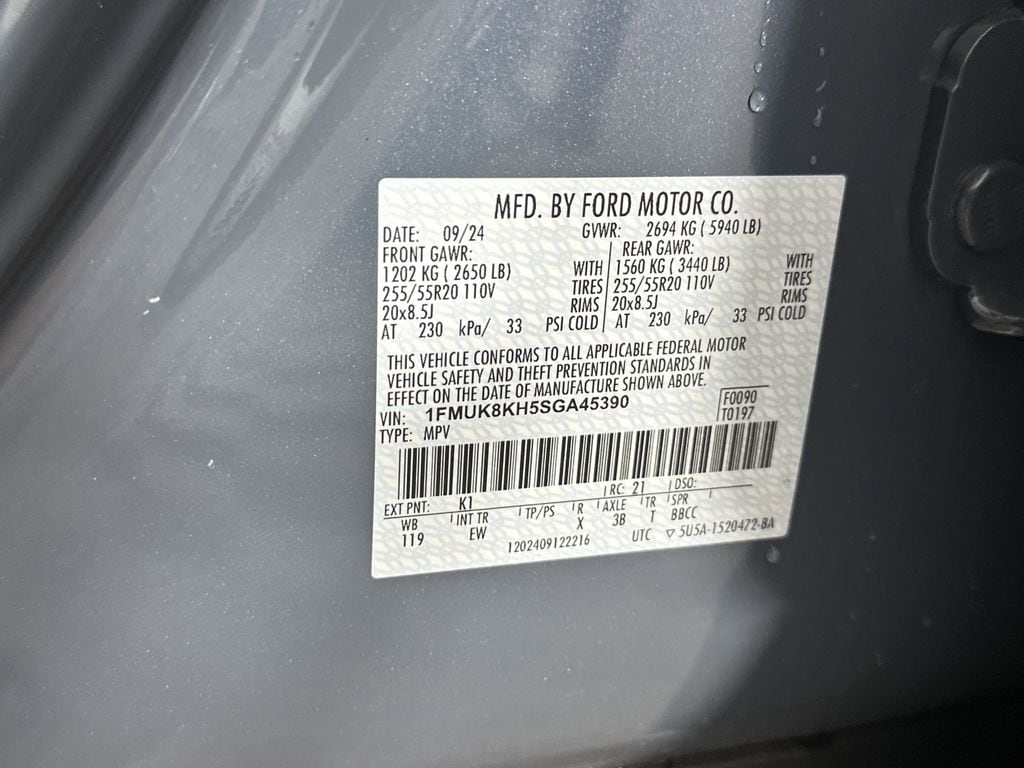 MFD. BY FORD MOTOR CO.
DATE: 09/24 GVWR: 2694 KG ( 5940 LB)
FRONT GAWR: REAR GAWR:
1202 KG ( 2650 LB) WITH 1560 KG ( 3440 LB) WITH
255/55R20 110V TIRES 255/55R20 110V TIRES
20x8.5J RIMS 20x8.5J RIMS
AT 230 kPa/ 33 PSI COLD AT 230 kPa/ 33 PSI COLD
THIS VEHICLE CONFORMS TO ALL APPLICABLE FEDERAL MOTOR
VEHICLE SAFETY AND THEFT PREVENTION STANDARDS IN
EFFECT ON THE DATE OF MANUFACTURE SHOWN ABOVE.
VIN: 1FMUK8KH5SGA45390 F0090
TYPE: MPV T0197
EXT PNT: K1 RC: 21 DSO:
WB INT TR TP/PS R AXLE TR SPR
119 EW X 3B T BBCC
1202409122216 UTC ▽ 5U5A-1520472-BA